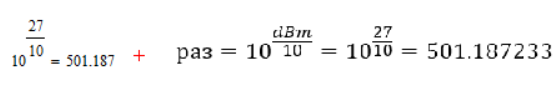 10^(27/10) = 501.187 + раз = 10^(dBm/10) = 10^(27/10) = 501.187233